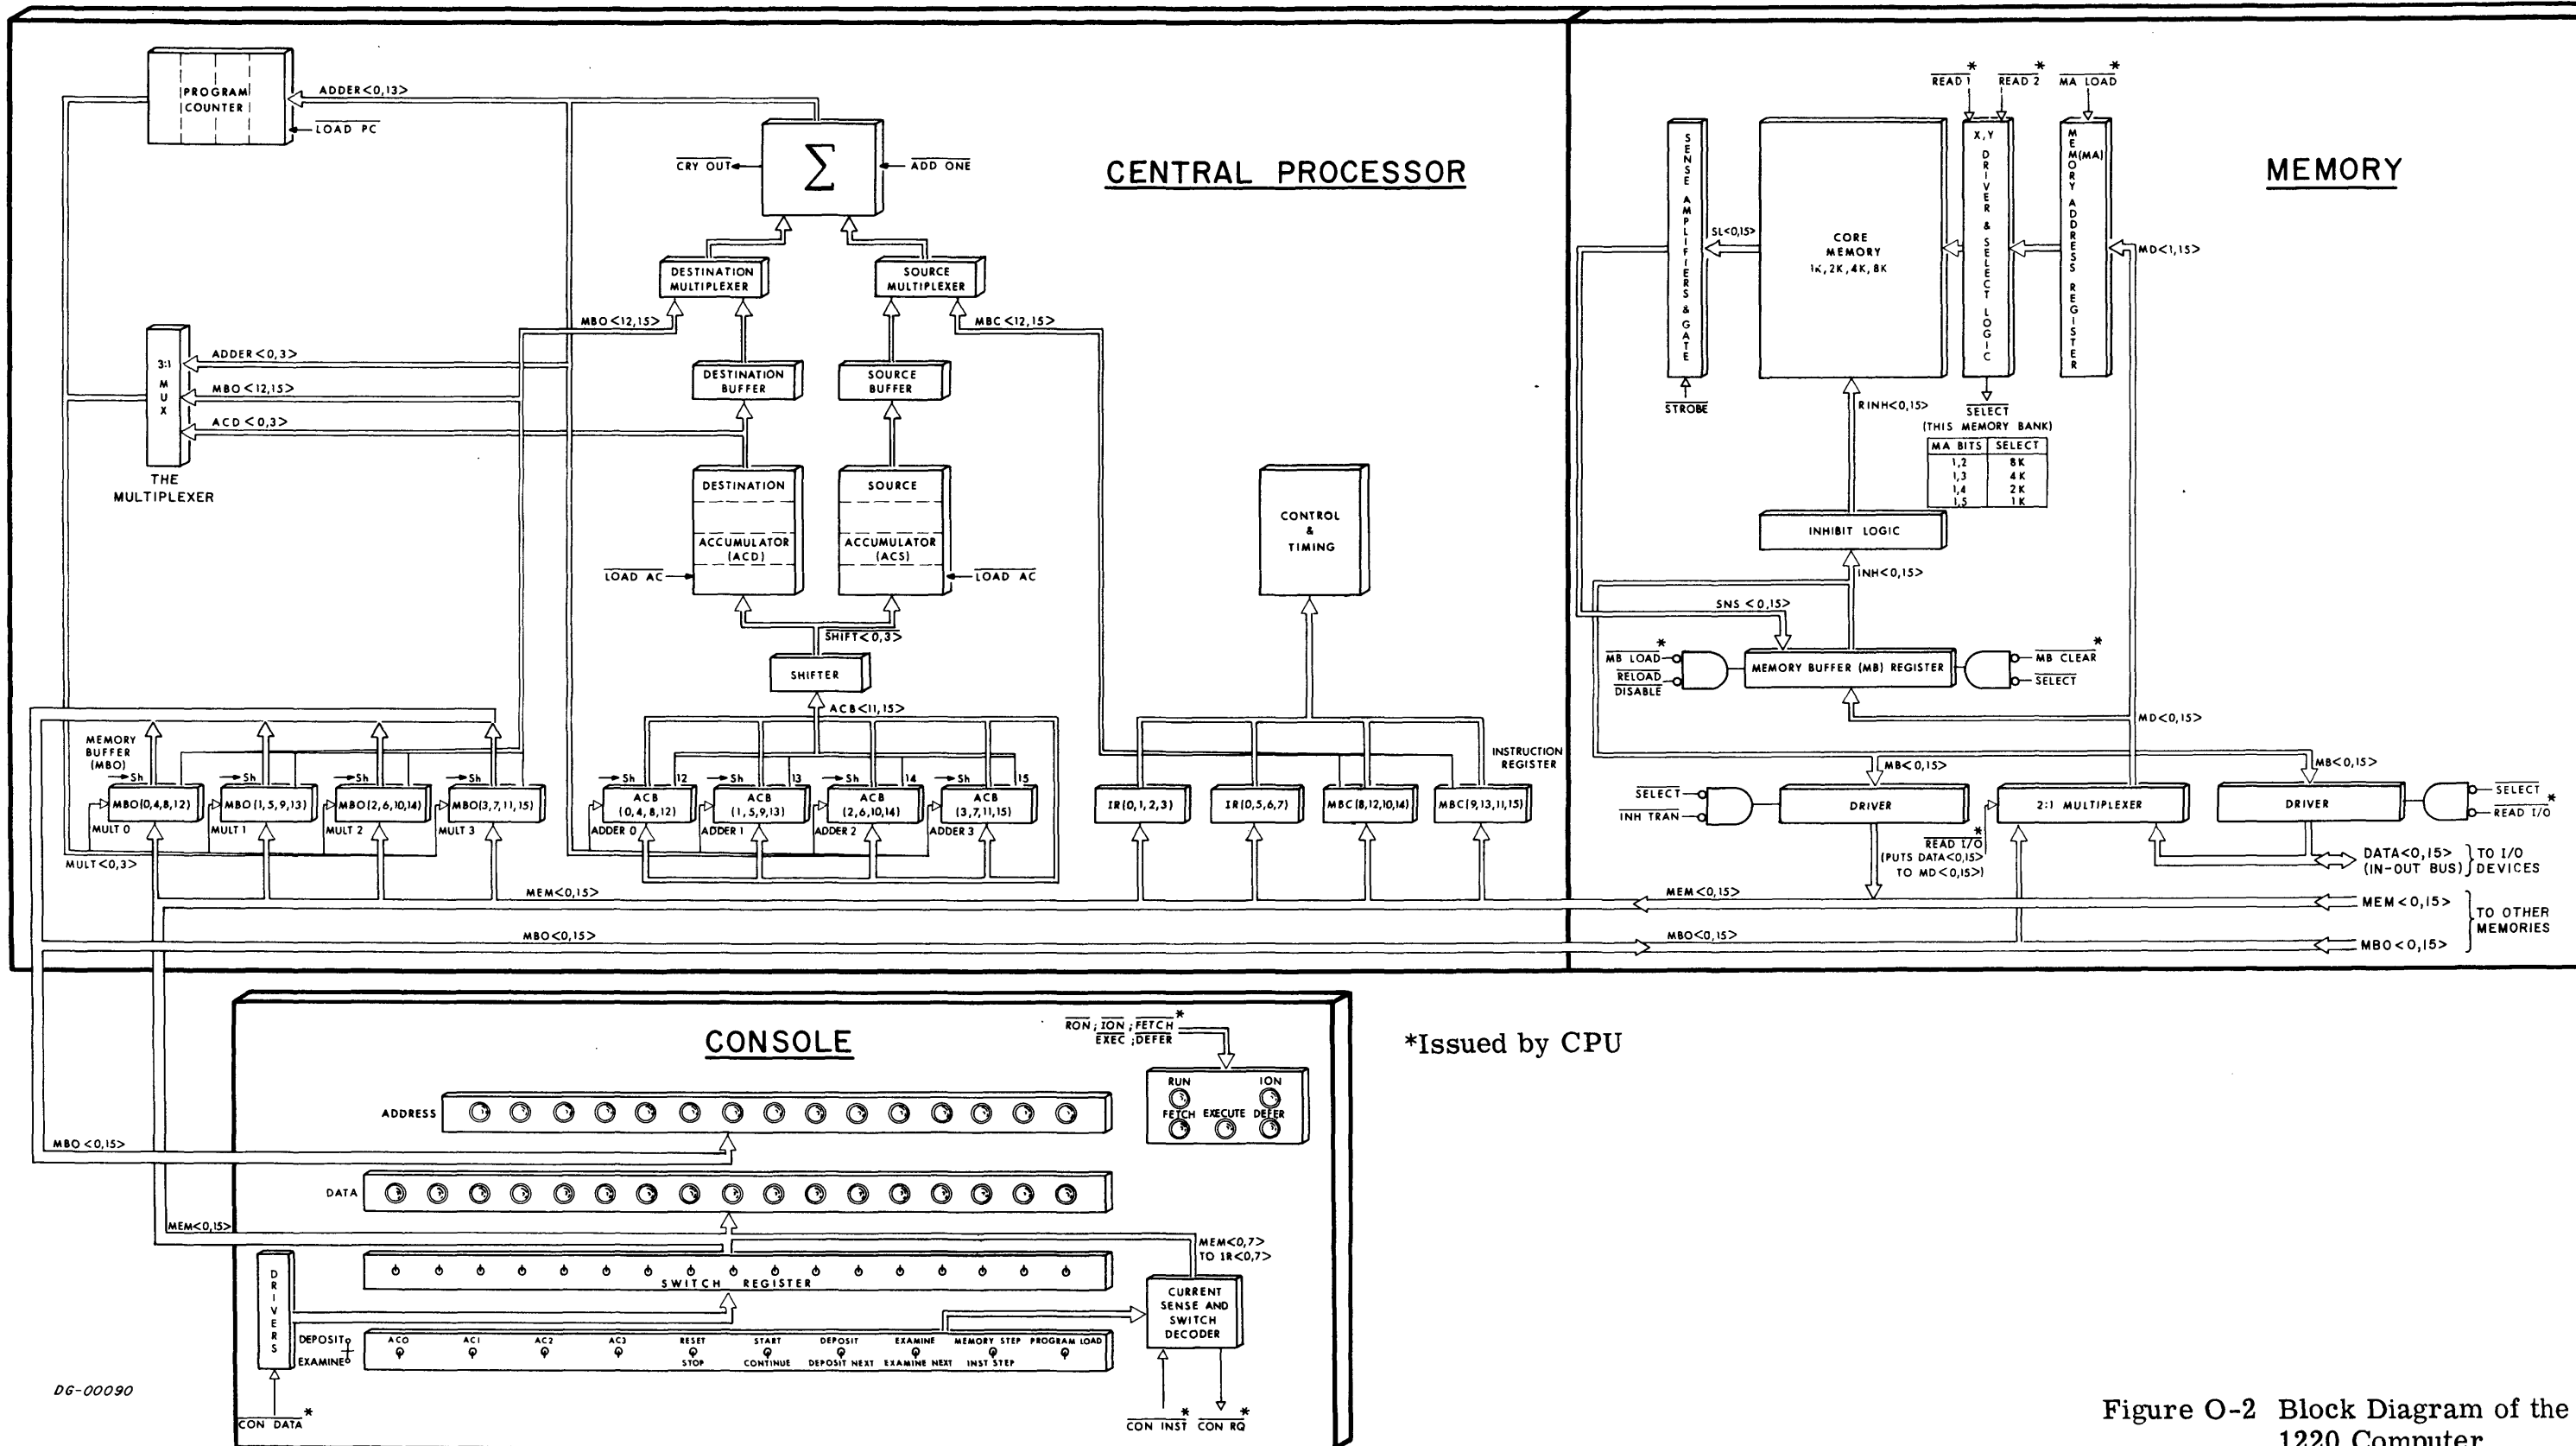 CENTRAL PROCESSOR
PROGRAM
COUNTER
ADDER<0,13>
LOAD PC
CRY OUT
Σ
ADD ONE
DESTINATION
MULTIPLEXER
SOURCE
MULTIPLEXER
MBO<12,15>
MBC<12,15>
3:1
MUX
ADDER<0,3>
MBO<12,15>
ACD<0,3>
THE
MULTIPLEXER
DESTINATION
BUFFER
SOURCE
BUFFER
DESTINATION
ACCUMULATOR
(ACD)
SOURCE
ACCUMULATOR
(ACS)
LOAD AC
LOAD AC
SHIFT<0,3>
SHIFTER
ACB<11,15>
CONTROL
&
TIMING
MEMORY
BUFFER
(MBO)
Sh
Sh
Sh
Sh
MBO(0,4,8,12)
MBO(1,5,9,13)
MBO(2,6,10,14)
MBO(3,7,11,15)
MULT 0
MULT 1
MULT 2
MULT 3
MULT<0,3>
Sh
12
Sh
13
Sh
14
Sh
15
ACB
(0,4,8,12)
ACB
(1,5,9,13)
ACB
(2,6,10,14)
ACB
(3,7,11,15)
ADDER 0
ADDER 1
ADDER 2
ADDER 3
INSTRUCTION
REGISTER
IR(0,1,2,3)
IR(0,5,6,7)
MBC(8,12,10,14)
MBC(9,13,11,15)
MEM<0,15>
MBO<0,15>
MEMORY
READ 1*
READ 2*
MA LOAD*
SENSE AMPLIFIERS & GATE
SL<0,15>
CORE
MEMORY
1K,2K,4K,8K
X,Y DRIVER & SELECT LOGIC
MEMORY ADDRESS REGISTER
(MA)
MD<1,15>
STROBE
RINH<0,15>
SELECT
(THIS MEMORY BANK)
MA BITS SELECT
1,2 8K
1,3 4K
1,4 2K
1,5 1K
INHIBIT LOGIC
INH<0,15>
SNS<0,15>
MB LOAD*
RELOAD
DISABLE
MEMORY BUFFER (MB) REGISTER
MB CLEAR*
SELECT
MD<0,15>
MB<0,15>
MB<0,15>
SELECT
INH TRAN
DRIVER
2:1 MULTIPLEXER
DRIVER
SELECT
READ I/O*
READ I/O*
(PUTS DATA<0,15>
TO MD<0,15>)
DATA<0,15>
(IN-OUT BUS)
TO I/O
DEVICES
MEM<0,15>
MEM<0,15>
TO OTHER
MEMORIES
MBO<0,15>
MBO<0,15>
CONSOLE
RON ; ION ; FETCH*
EXEC ; DEFER
*Issued by CPU
RUN ION
FETCH EXECUTE DEFER
ADDRESS
MBO<0,15>
DATA
MEM<0,15>
MEM<0,7>
TO IR<0,7>
SWITCH REGISTER
DRIVERS
CURRENT
SENSE AND
SWITCH
DECODER
DEPOSIT
EXAMINE
AC0
AC1
AC2
AC3
RESET
STOP
START
CONTINUE
DEPOSIT
DEPOSIT NEXT
EXAMINE
EXAMINE NEXT
MEMORY STEP
INST STEP
PROGRAM LOAD
CON DATA*
CON INST*
CON RQ*
DG-00090
Figure O-2 Block Diagram of the
1220 Computer